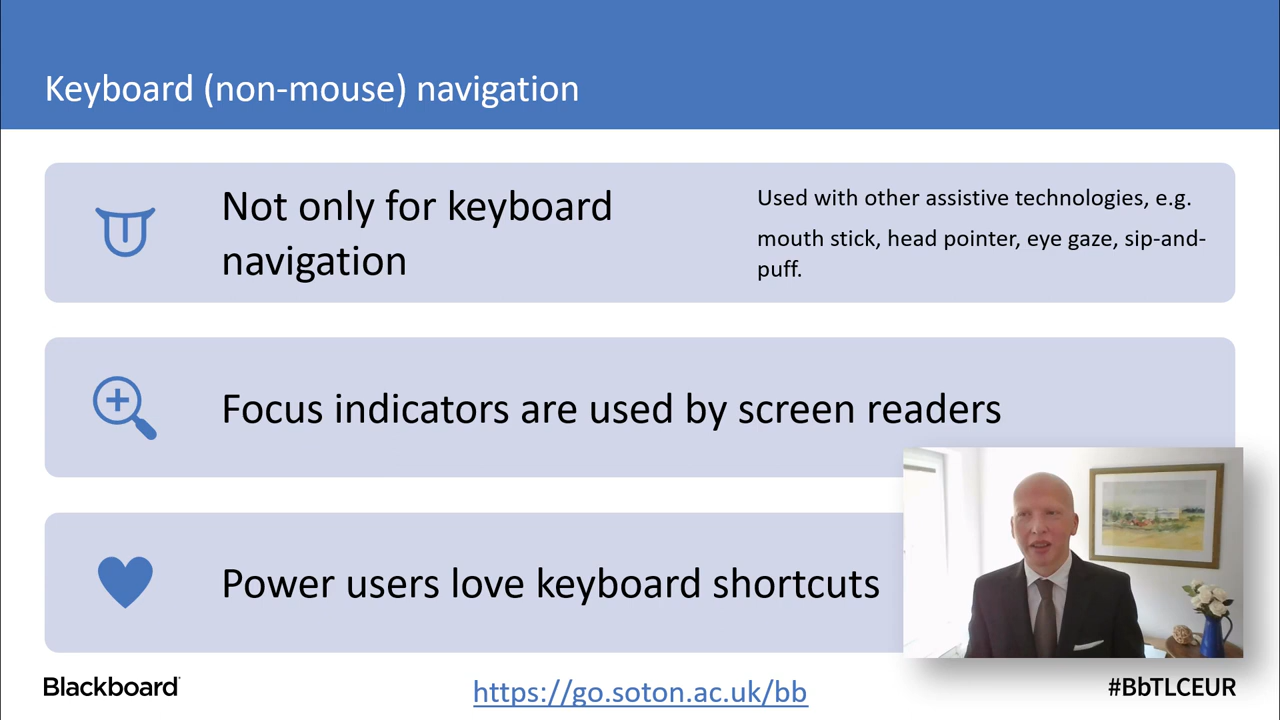 Keyboard (non-mouse) navigation
Not only for keyboard
navigation
Used with other assistive technologies, e.g.
mouth stick, head pointer, eye gaze, sip-and-
puff.
Focus indicators are used by screen readers
Power users love keyboard shortcuts
Blackboard
https://go.soton.ac.uk/bb
#BbTLCEUR